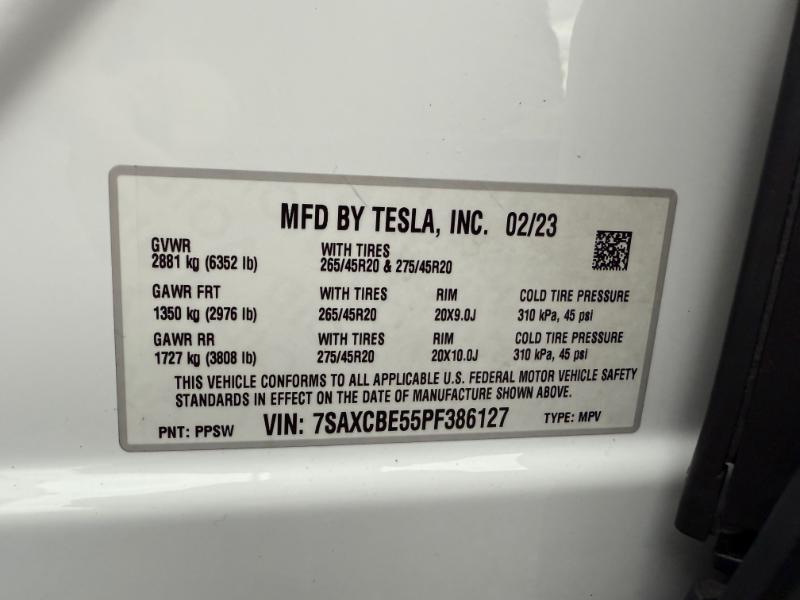 MFD BY TESLA, INC. 02/23
GVWR WITH TIRES
2881 kg (6352 lb) 265/45R20 & 275/45R20
GAWR FRT WITH TIRES RIM COLD TIRE PRESSURE
1350 kg (2976 lb) 265/45R20 20X9.0J 310 kPa, 45 psi
GAWR RR WITH TIRES RIM COLD TIRE PRESSURE
1727 kg (3808 lb) 275/45R20 20X10.0J 310 kPa, 45 psi
THIS VEHICLE CONFORMS TO ALL APPLICABLE U.S. FEDERAL MOTOR VEHICLE SAFETY
STANDARDS IN EFFECT ON THE DATE OF MANUFACTURE SHOWN ABOVE.
PNT: PPSW VIN: 7SAXCBE55PF386127 TYPE: MPV